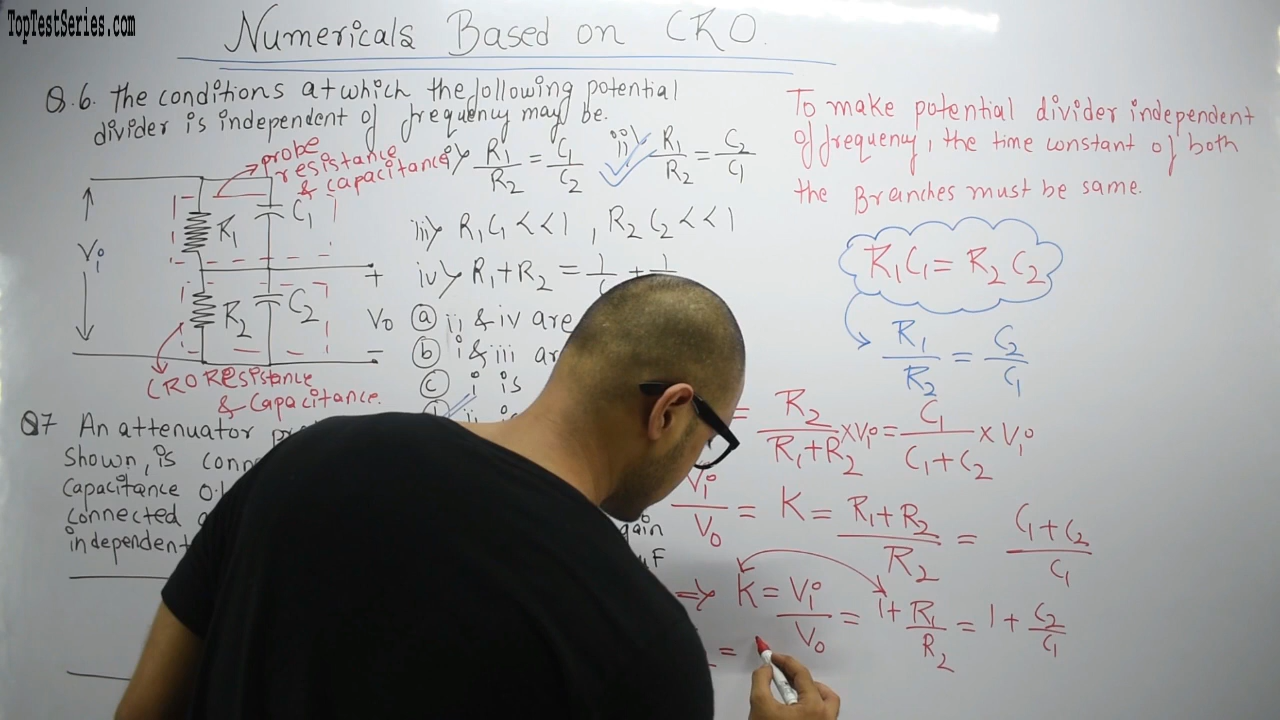 TopTestSeries.com
Numericals Based on CRO.
Q.6. The conditions at which the following potential
divider is independent of frequency may be.
i> R1/R2 = C1/C2
ii> R1/R2 = C2/C1
iii> R1C1 << 1, R2C2 << 1
iv> R1+R2 = 1/
(a) ii & iv are
(b) i & iii
(c) i is
probe
resistance
& capacitance
Vi
R1
C1
R2
C2
+
Vo
−
CRO Resistance
& Capacitance.
Q7 An attenuator
shown, is
Capacitance
connected
independent
gain
To make potential divider independent
of frequency, the time constant of both
the Branches must be same.
R1C1 = R2C2
R1/R2 = C2/C1
= R2/(R1+R2) × Vi = C1/(C1+C2) × Vi
Vi/Vo = K = (R1+R2)/R2 = (C1+C2)/C1
⇒ K = Vi/Vo = 1 + R1/R2 = 1 + C2/C1
=